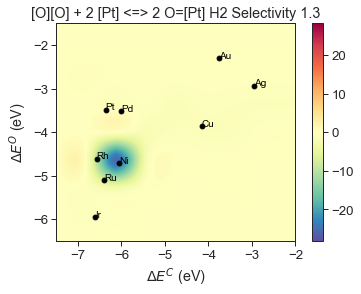 [O][O] + 2 [Pt] <=> 2 O=[Pt] H2 Selectivity 1.3
−2
−3
−4
−5
−6
ΔE^O (eV)
Au
Ag
Pt
Pd
Cu
Rh
Ni
Ru
Ir
−7
−6
−5
−4
−3
−2
ΔE^C (eV)
20
10
0
−10
−20